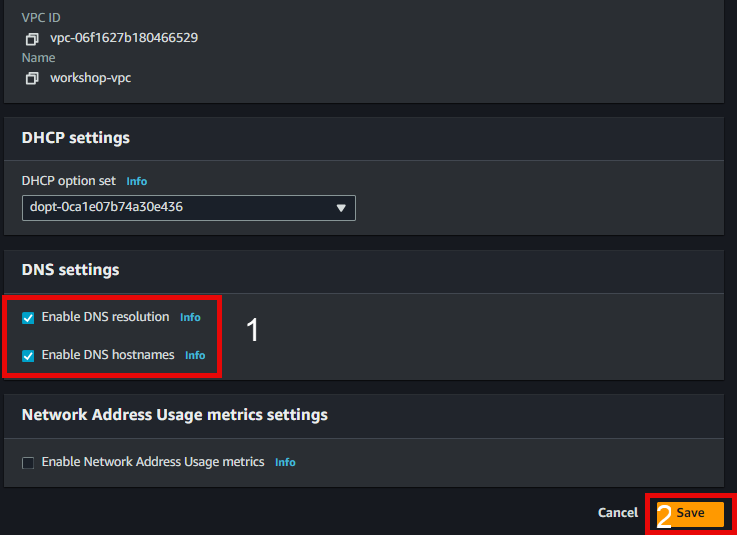 VPC ID
vpc-06f1627b180466529
Name
workshop-vpc
DHCP settings
DHCP option set Info
dopt-0ca1e07b74a30e436
DNS settings
Enable DNS resolution Info
1
Enable DNS hostnames Info
Network Address Usage metrics settings
Enable Network Address Usage metrics Info
Cancel 2 Save